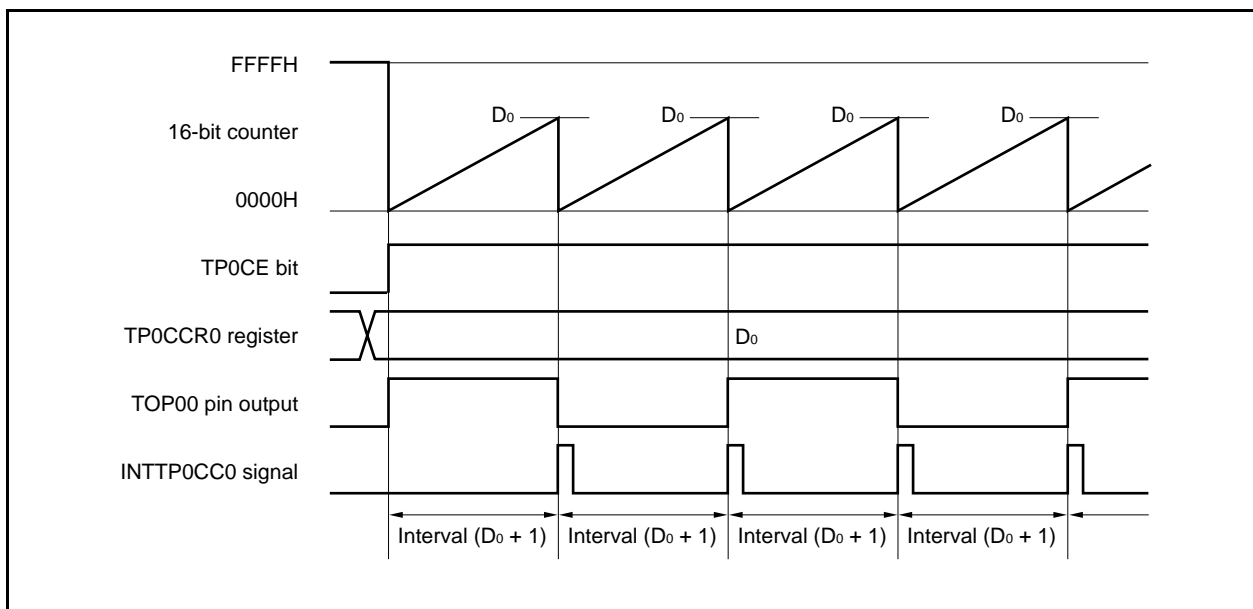 FFFFH
D₀ D₀ D₀ D₀
16-bit counter
0000H
TP0CE bit
TP0CCR0 register D₀
TOP00 pin output
INTTP0CC0 signal
Interval (D₀ + 1) Interval (D₀ + 1) Interval (D₀ + 1) Interval (D₀ + 1)